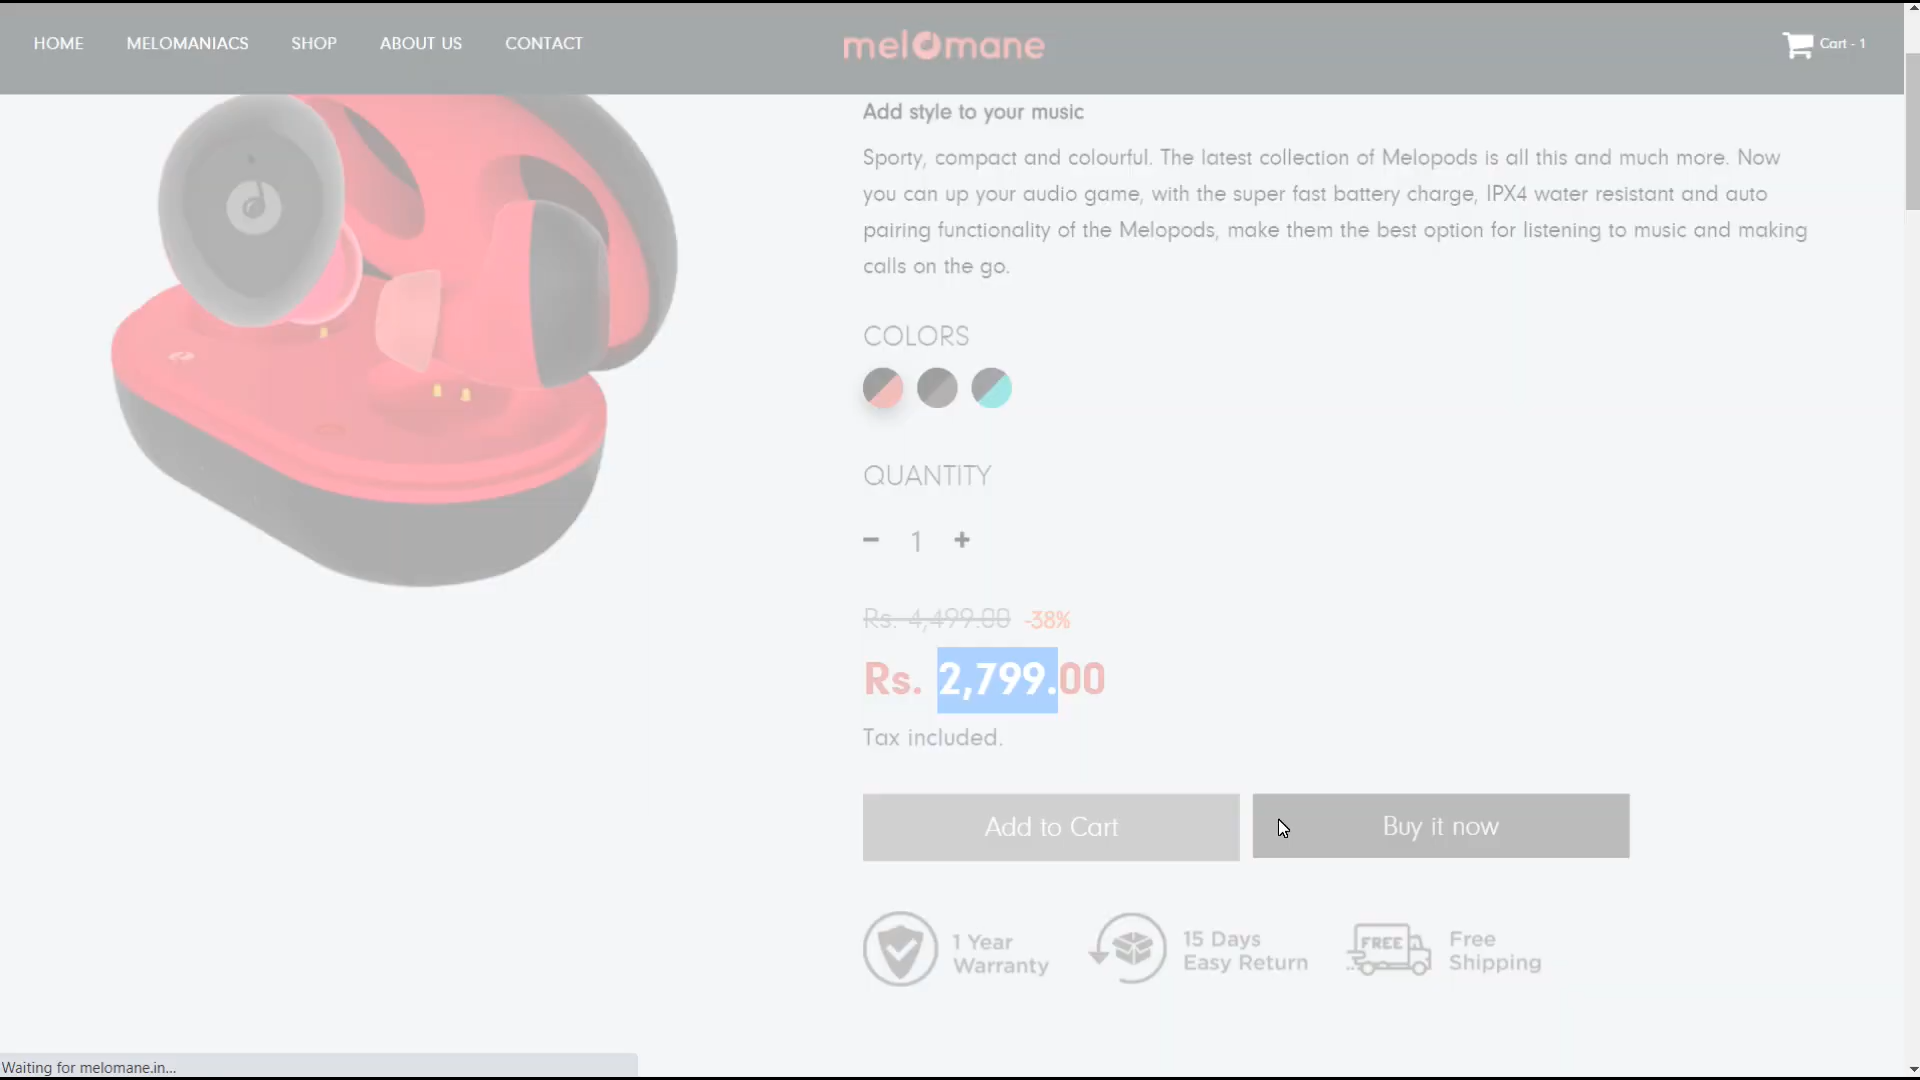 HOME MELOMANIACS SHOP ABOUT US CONTACT
melomane
Cart - 1
Add style to your music
Sporty, compact and colourful. The latest collection of Melopods is all this and much more. Now
you can up your audio game, with the super fast battery charge, IPX4 water resistant and auto
pairing functionality of the Melopods, make them the best option for listening to music and making
calls on the go.
COLORS
QUANTITY
− 1 +
Rs. 4,499.00 -38%
Rs. 2,799.00
Tax included.
Add to Cart
Buy it now
1 Year
Warranty
15 Days
Easy Return
FREE
Free
Shipping
Waiting for melomane.in...